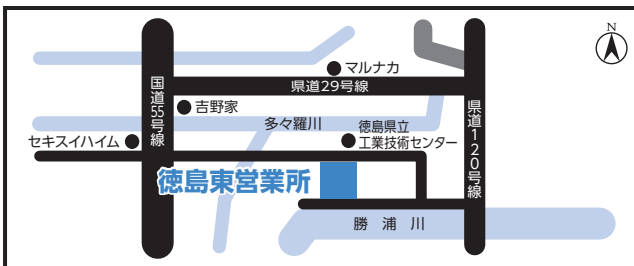 N
マルナカ
国道55号線
県道29号線
吉野家
多々羅川
徳島県立
工業技術センター
セキスイハイム
県道120号線
徳島東営業所
勝浦川